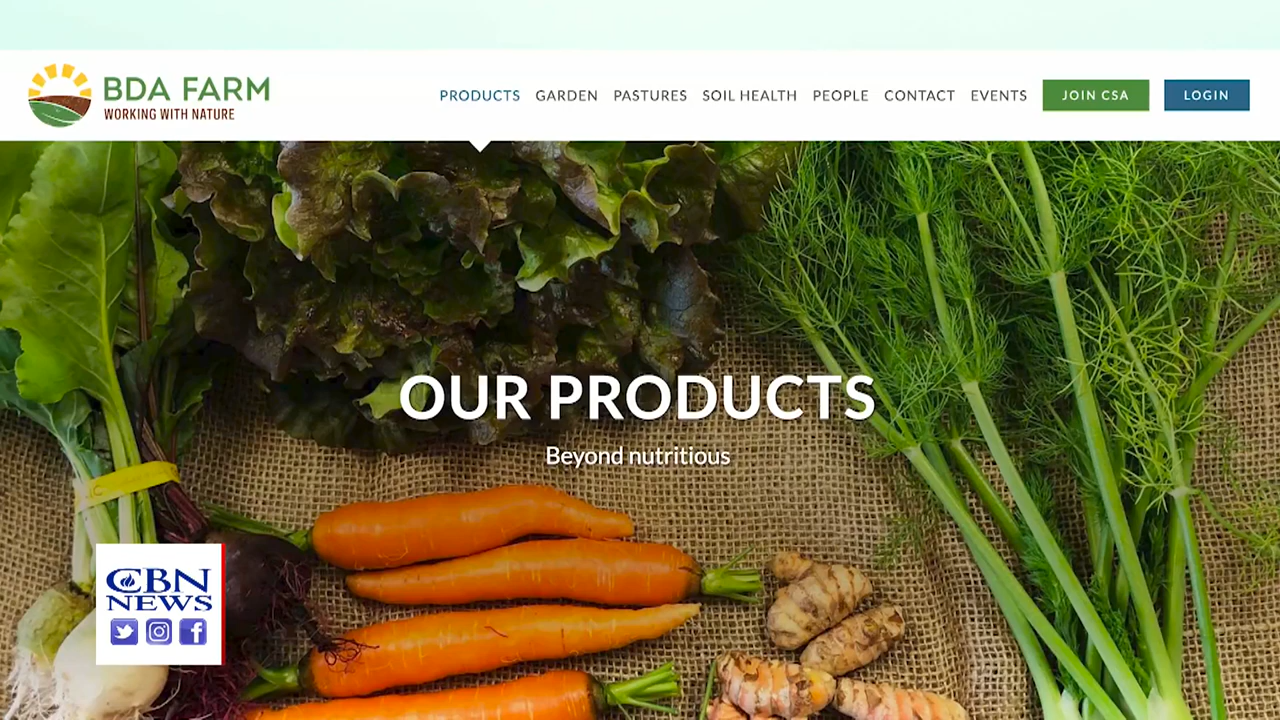 BDA FARM
WORKING WITH NATURE
PRODUCTS GARDEN PASTURES SOIL HEALTH PEOPLE CONTACT EVENTS JOIN CSA LOGIN
OUR PRODUCTS
Beyond nutritious
CBN
NEWS